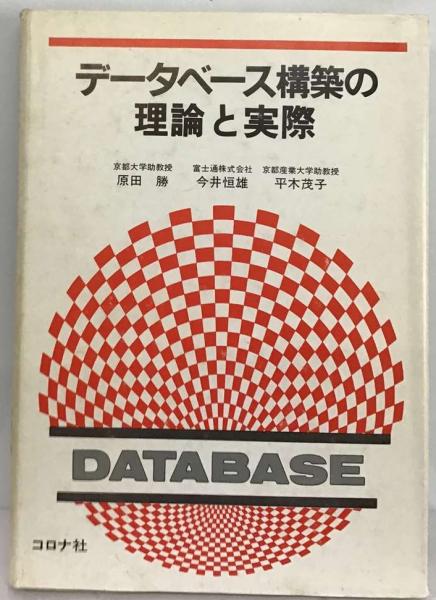 データベース構築の
理論と実際
京都大学助教授 富士通株式会社 京都産業大学助教授
原田 勝 今井恒雄 平木茂子
DATABASE
コロナ社